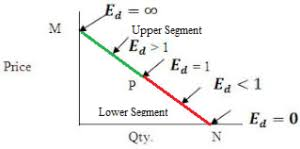 E_d = ∞
M
Upper Segment
E_d > 1
Price
P
E_d = 1
E_d < 1
Lower Segment
E_d = 0
Qty.
N